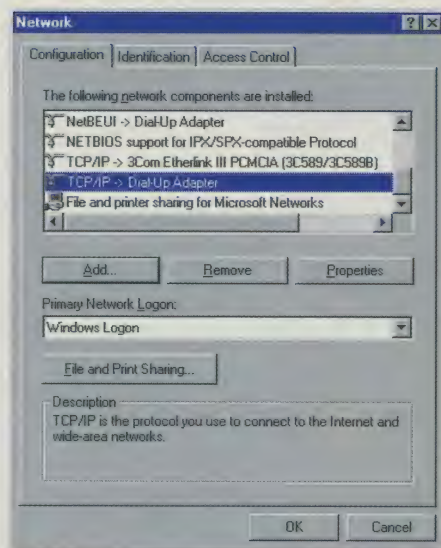 Network
Configuration
Identification
Access Control
The following network components are installed:
NetBEUI -> Dial-Up Adapter
NETBIOS support for IPX/SPX-compatible Protocol
TCP/IP -> 3Com Etherlink III PCMCIA (3C589/3C589B)
TCP/IP -> Dial-Up Adapter
File and printer sharing for Microsoft Networks
Add...
Remove
Properties
Primary Network Logon:
Windows Logon
File and Print Sharing...
Description
TCP/IP is the protocol you use to connect to the Internet and
wide-area networks.
OK
Cancel